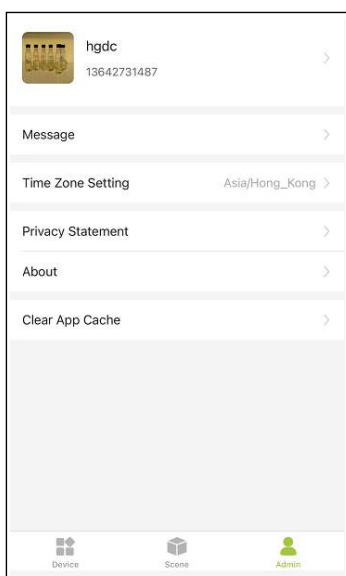 hgdc
13642731487
Message
Time Zone Setting Asia/Hong_Kong
Privacy Statement
About
Clear App Cache
Device Scene Admin